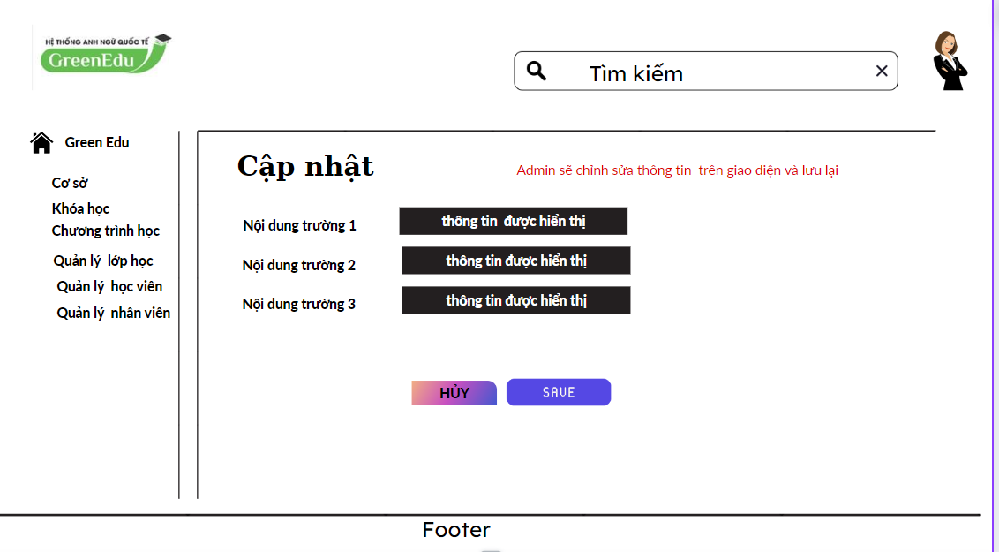 HỆ THỐNG ANH NGỮ QUỐC TẾ
GreenEdu
Tìm kiếm
Green Edu
Cơ sở
Khóa học
Chương trình học
Quản lý lớp học
Quản lý học viên
Quản lý nhân viên
Cập nhật
Admin sẽ chỉnh sửa thông tin trên giao diện và lưu lại
Nội dung trường 1
thông tin được hiển thị
Nội dung trường 2
thông tin được hiển thị
Nội dung trường 3
thông tin được hiển thị
HỦY
SAVE
Footer